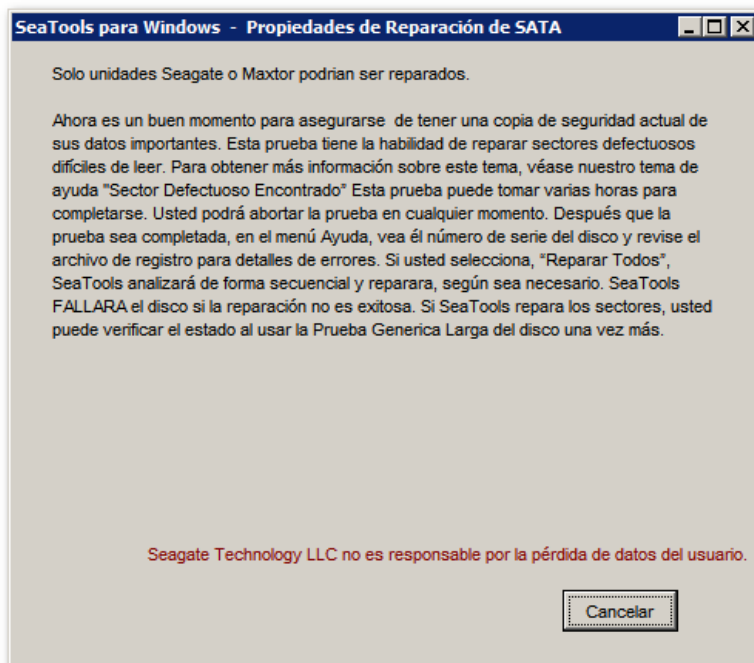 SeaTools para Windows - Propiedades de Reparación de SATA
Solo unidades Seagate o Maxtor podrian ser reparados.
Ahora es un buen momento para asegurarse de tener una copia de seguridad actual de
sus datos importantes. Esta prueba tiene la habilidad de reparar sectores defectuosos
difíciles de leer. Para obtener más información sobre este tema, véase nuestro tema de
ayuda "Sector Defectuoso Encontrado” Esta prueba puede tomar varias horas para
completarse. Usted podrá abortar la prueba en cualquier momento. Después que la
prueba sea completada, en el menú Ayuda, vea él número de serie del disco y revise el
archivo de registro para detalles de errores. Si usted selecciona, “Reparar Todos”,
SeaTools analizará de forma secuencial y reparara, según sea necesario. SeaTools
FALLARA el disco si la reparación no es exitosa. Si SeaTools repara los sectores, usted
puede verificar el estado al usar la Prueba Generica Larga del disco una vez más.
Seagate Technology LLC no es responsable por la pérdida de datos del usuario.
Cancelar